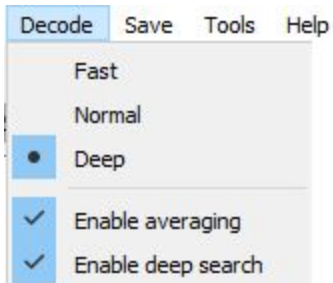 Decode Save Tools Help
Fast
Normal
Deep
Enable averaging
Enable deep search